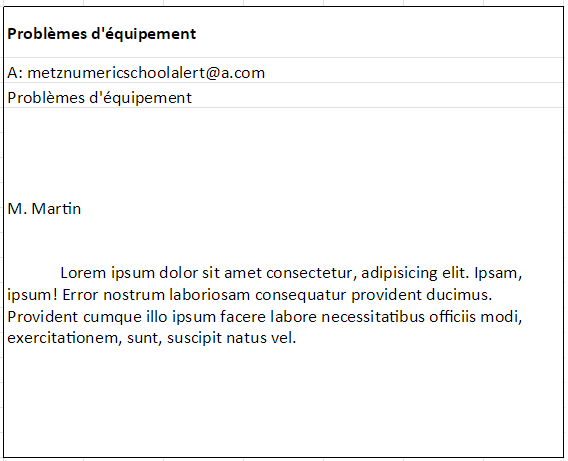 Problèmes d'équipement
A: metznumericschoolalert@a.com
Problèmes d'équipement
M. Martin
Lorem ipsum dolor sit amet consectetur, adipisicing elit. Ipsam,
ipsum! Error nostrum laboriosam consequatur provident ducimus.
Provident cumque illo ipsum facere labore necessitatibus officiis modi,
exercitationem, sunt, suscipit natus vel.